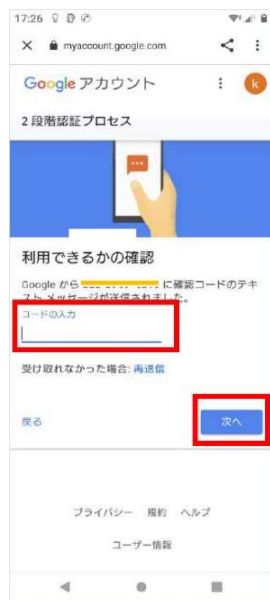 17:26
myaccount.google.com
Google アカウント
k
2 段階認証プロセス
利用できるかの確認
Google から に確認コードのテキ
スト メッセージが送信されました。
コードの入力
受け取れなかった場合: 再送信
戻る
次へ
プライバシー 規約 ヘルプ
ユーザー情報